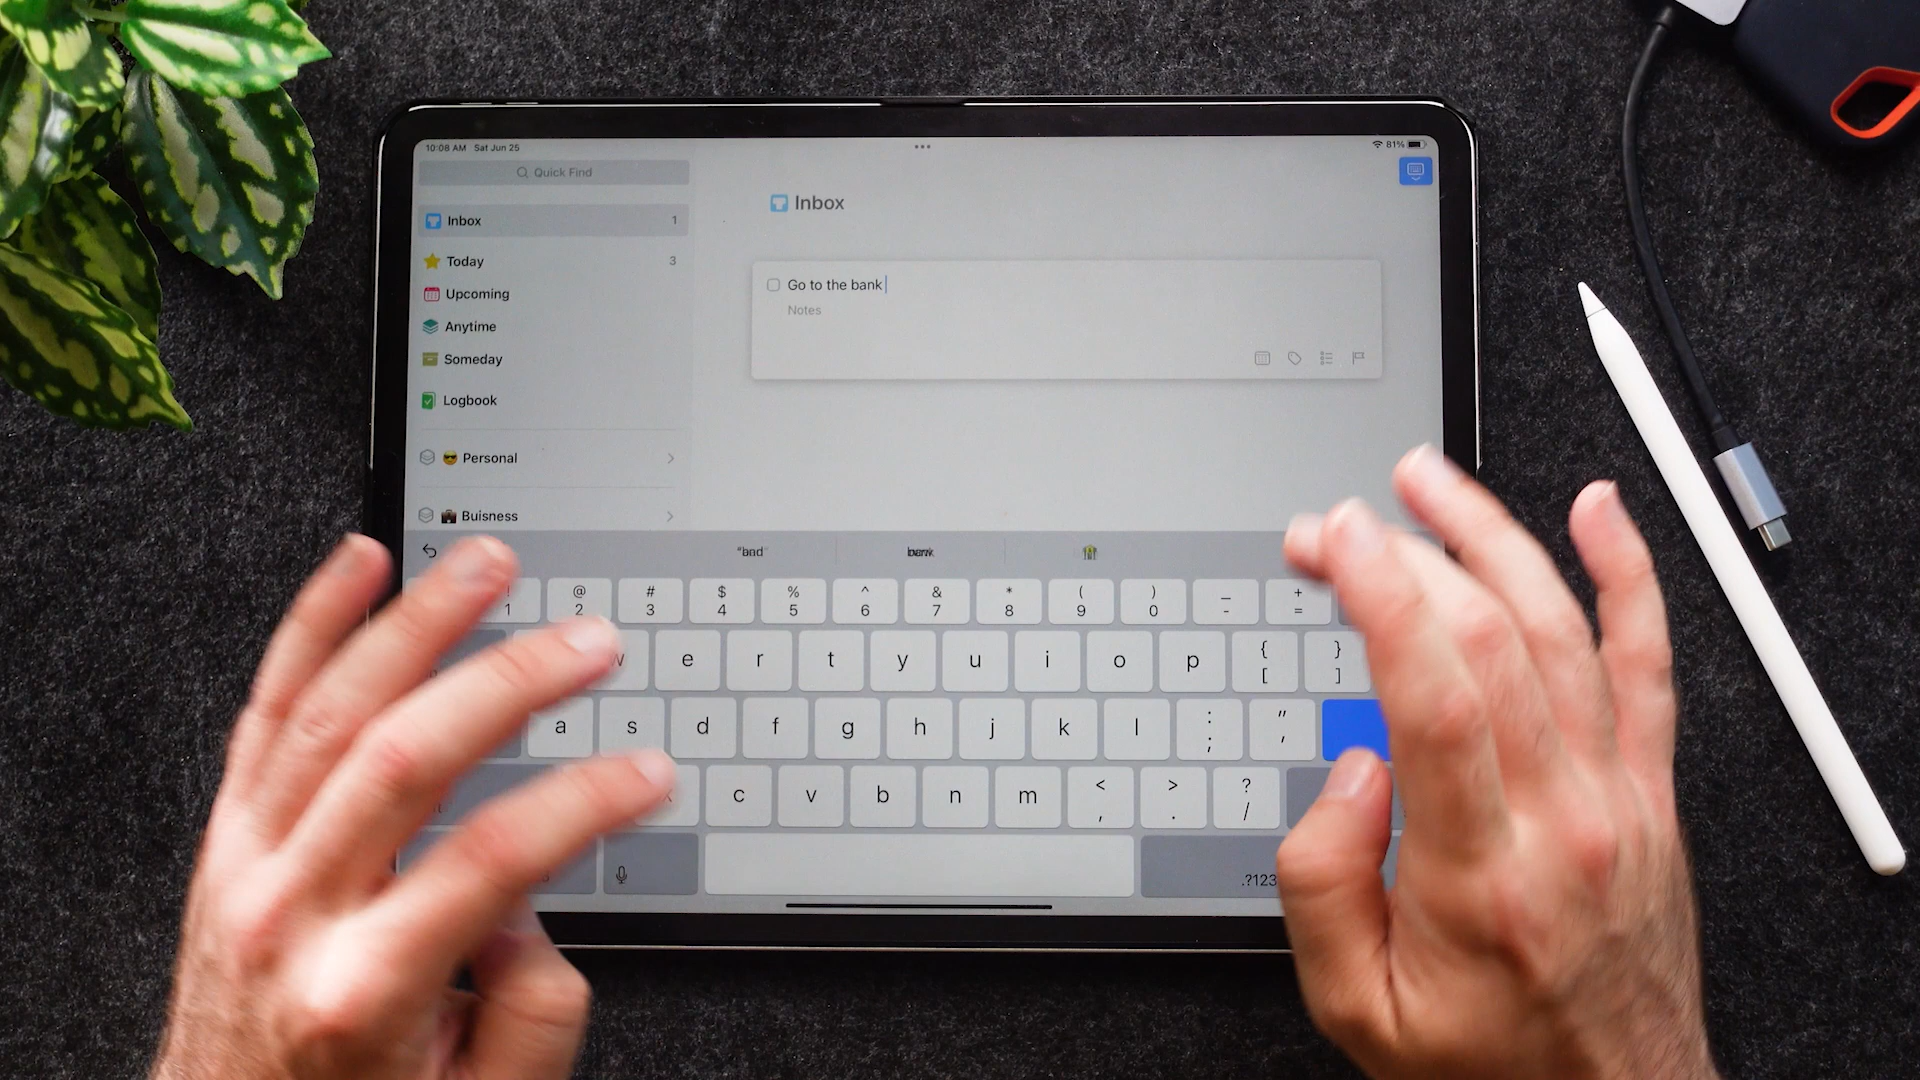 10:08 AM Sat Jun 25
81%
Quick Find
Inbox 1
Today 3
Upcoming
Anytime
Someday
Logbook
Personal
Buisness
Inbox
Go to the bank
Notes
! @ # $ % ^ & * ( ) _ +
1 2 3 4 5 6 7 8 9 0 - =
w e r t y u i o p { [ } ]
a s d f g h j k l : ; " '
c v b n m < , > . ? /
.?123